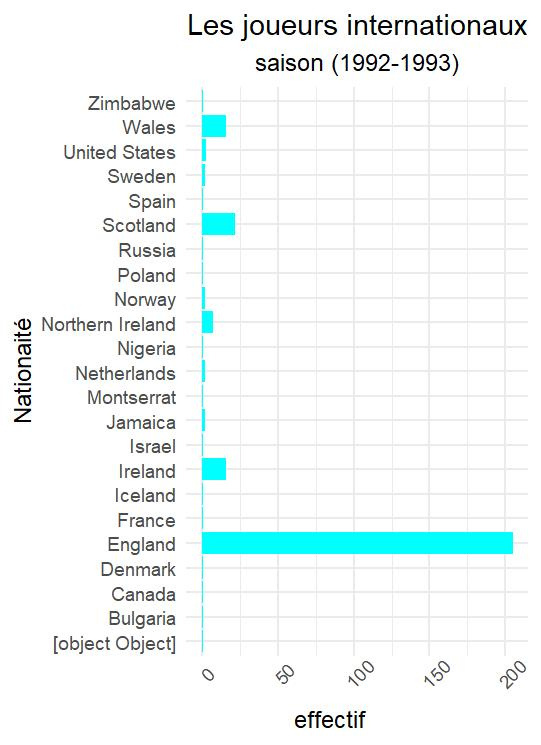 Les joueurs internationaux
saison (1992-1993)
Zimbabwe
Wales
United States
Sweden
Spain
Scotland
Russia
Poland
Norway
Northern Ireland
Nigeria
Netherlands
Montserrat
Jamaica
Israel
Ireland
Iceland
France
England
Denmark
Canada
Bulgaria
[object Object]
Nationaité
0
50
100
150
200
effectif